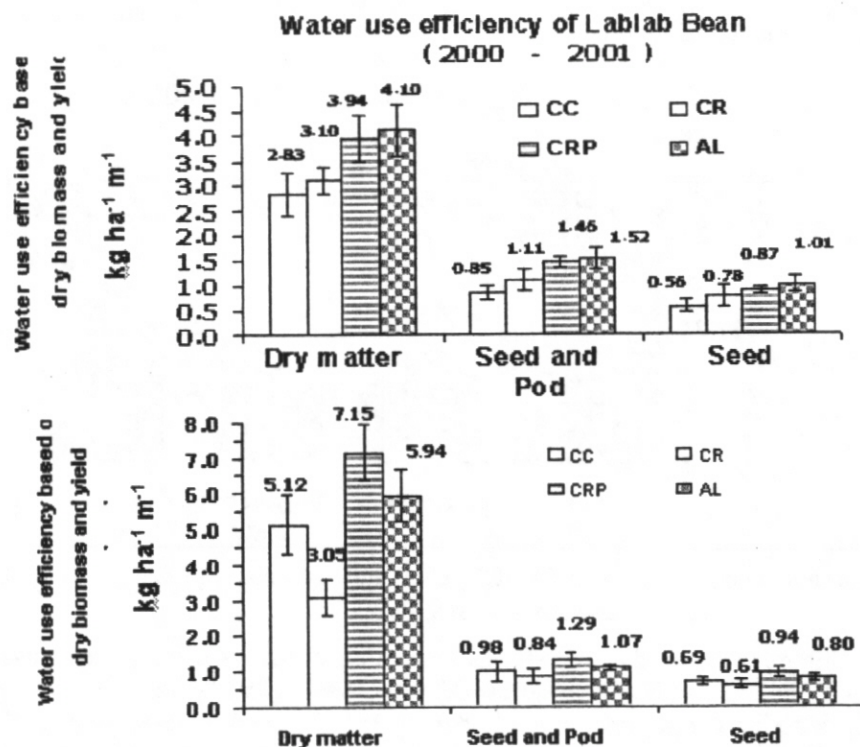 Water use efficiency of Lablab Bean
( 2000 - 2001 )
Water use efficiency base
dry biomass and yield
kg ha-1 m-1
5.0
4.5
4.0
3.5
3.0
2.5
2.0
1.5
1.0
0.5
0.0
2.83
3.10
3.94
4.10
0.85
1.11
1.46
1.52
0.56
0.78
0.87
1.01
CC
CR
CRP
AL
Dry matter
Seed and Pod
Seed
Water use efficiency based o
dry biomass and yield
kg ha-1 m-1
8.0
7.0
6.0
5.0
4.0
3.0
2.0
1.0
0.0
5.12
3.05
7.15
5.94
0.98
0.84
1.29
1.07
0.69
0.61
0.94
0.80
CC
CR
CRP
AL
Dry matter
Seed and Pod
Seed